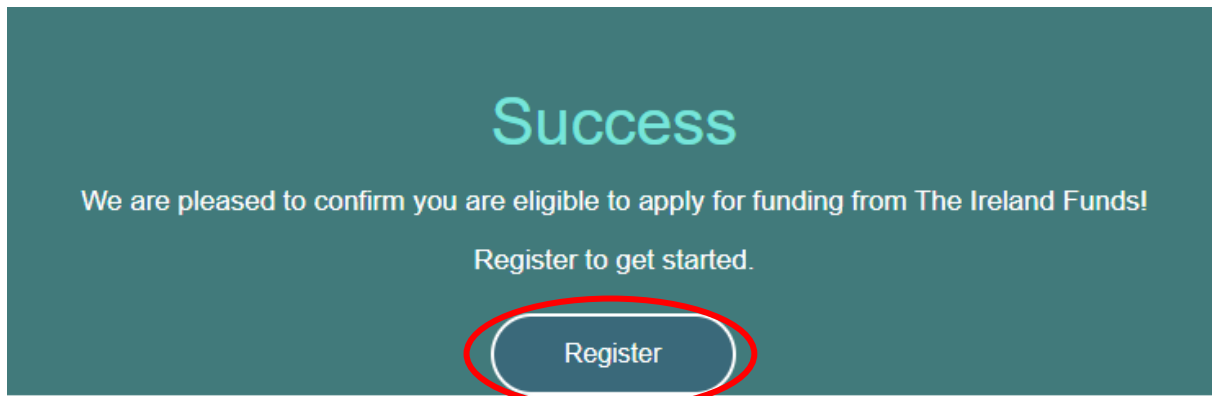 Success
We are pleased to confirm you are eligible to apply for funding from The Ireland Funds!
Register to get started.
Register